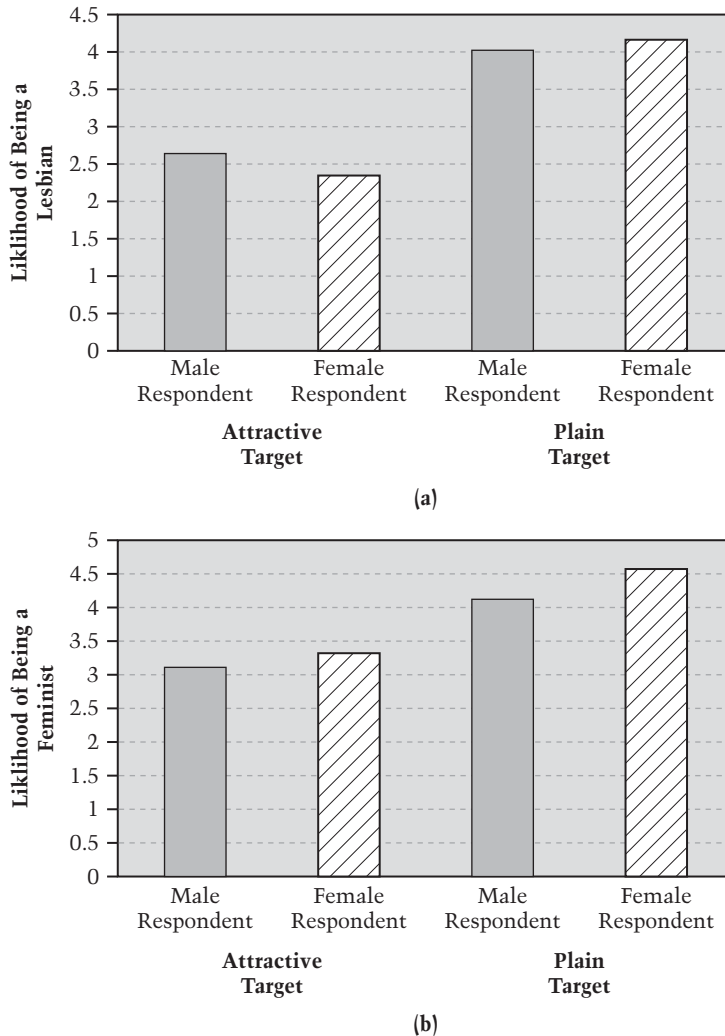 Liklihood of Being a
Lesbian
4.5
4
4.5
3
2.5
2
2.5
1
0.5
0
Male
Respondent
Female
Respondent
Male
Respondent
Female
Respondent
Attractive
Target
Plain
Target
(a)
Liklihood of Being a
Feminist
5
4.5
4
3.5
3
2.5
2
1.5
1
0.5
0
Male
Respondent
Female
Respondent
Male
Respondent
Female
Respondent
Attractive
Target
Plain
Target
(b)